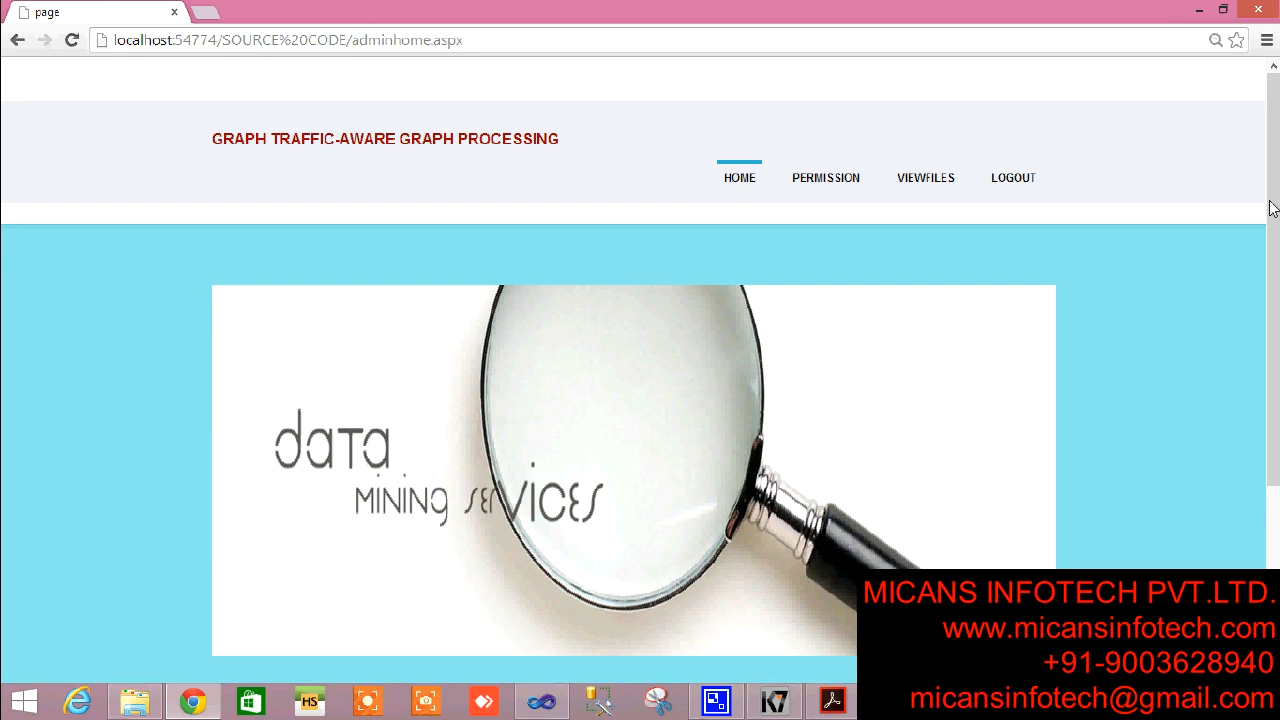 page
localhost:54774/SOURCE%20CODE/adminhome.aspx
GRAPH TRAFFIC-AWARE GRAPH PROCESSING
HOME PERMISSION VIEWFILES LOGOUT
data
MINING SERVICES
MICANS INFOTECH PVT.LTD.
www.micansinfotech.com
+91-9003628940
micansinfotech@gmail.com
HS
K7